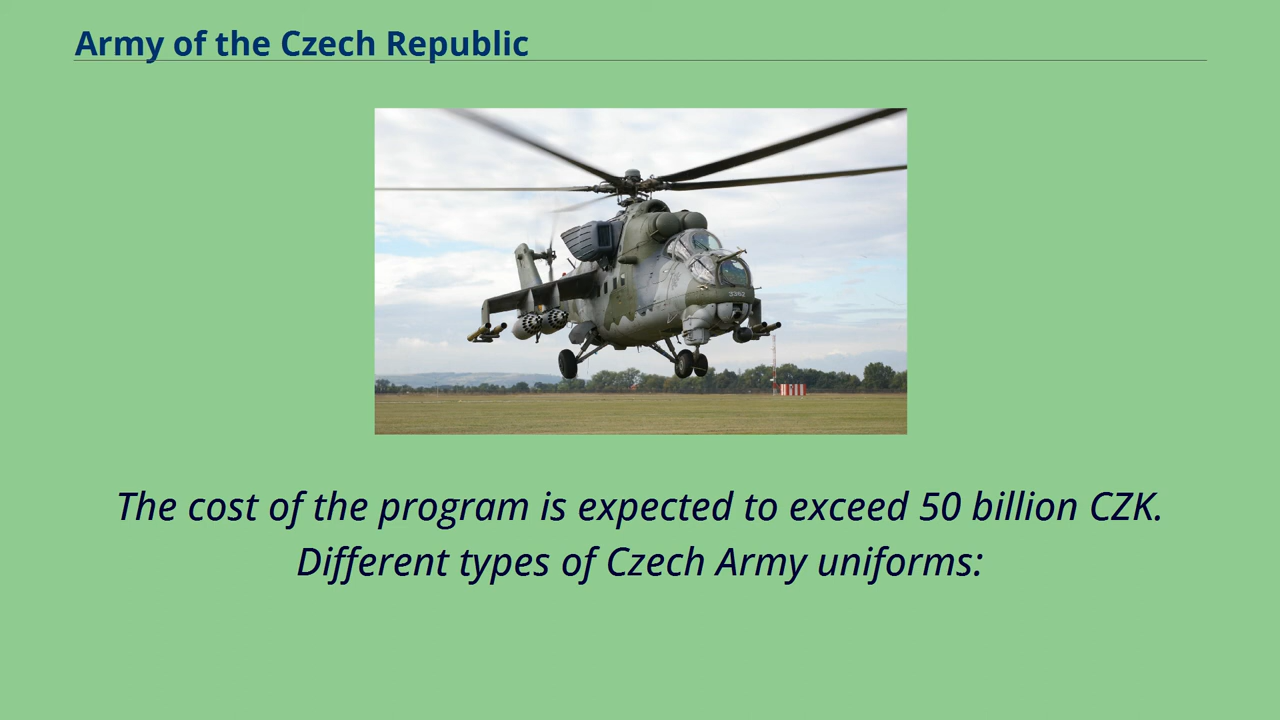 Army of the Czech Republic
3362
The cost of the program is expected to exceed 50 billion CZK.
Different types of Czech Army uniforms: